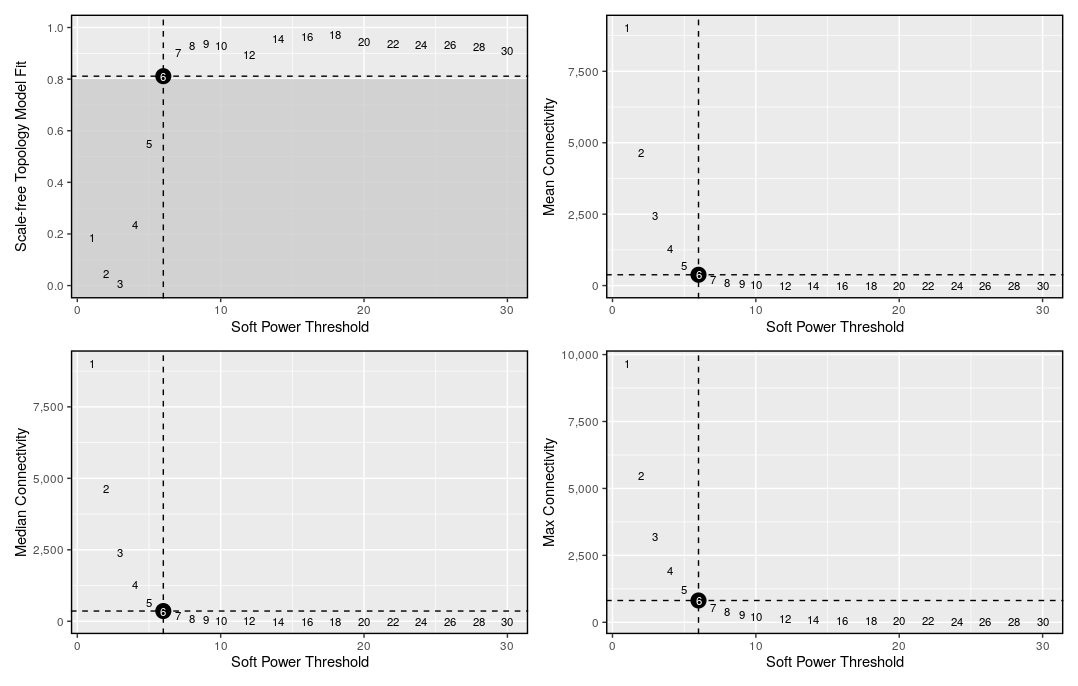 Scale-free Topology Model Fit
1.0
0.8
0.6
0.4
0.2
0.0
1 2 3 4 5 6 7 8 9 10 12 14 16 18 20 22 24 26 28 30
0 10 20 30
Soft Power Threshold
Mean Connectivity
7,500
5,000
2,500
0
1 2 3 4 5 6 7 8 9 10 12 14 16 18 20 22 24 26 28 30
0 10 20 30
Soft Power Threshold
Median Connectivity
7,500
5,000
2,500
0
1 2 3 4 5 6 7 8 9 10 12 14 16 18 20 22 24 26 28 30
0 10 20 30
Soft Power Threshold
Max Connectivity
10,000
7,500
5,000
2,500
0
1 2 3 4 5 6 7 8 9 10 12 14 16 18 20 22 24 26 28 30
0 10 20 30
Soft Power Threshold